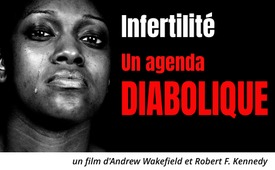 Infertilité
Un agenda
DIABOLIQUE
un film d'Andrew Wakefield et Robert F. Kennedy